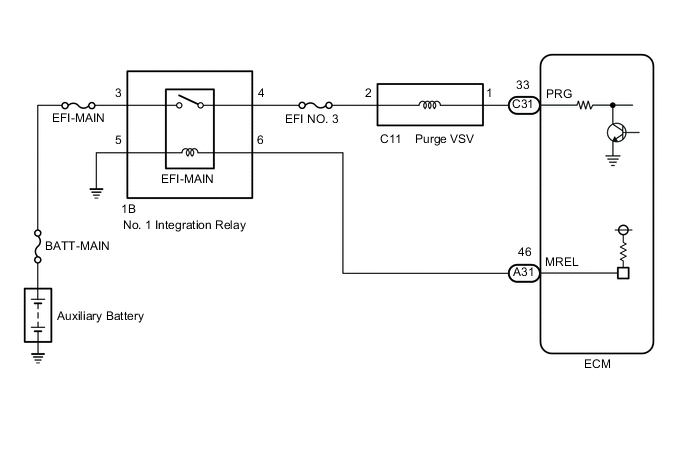 33
3
4
2
1
C31
PRG
EFI-MAIN
EFI NO. 3
5
6
C11 Purge VSV
EFI-MAIN
1B
No. 1 Integration Relay
BATT-MAIN
46
A31
MREL
Auxiliary Battery
ECM